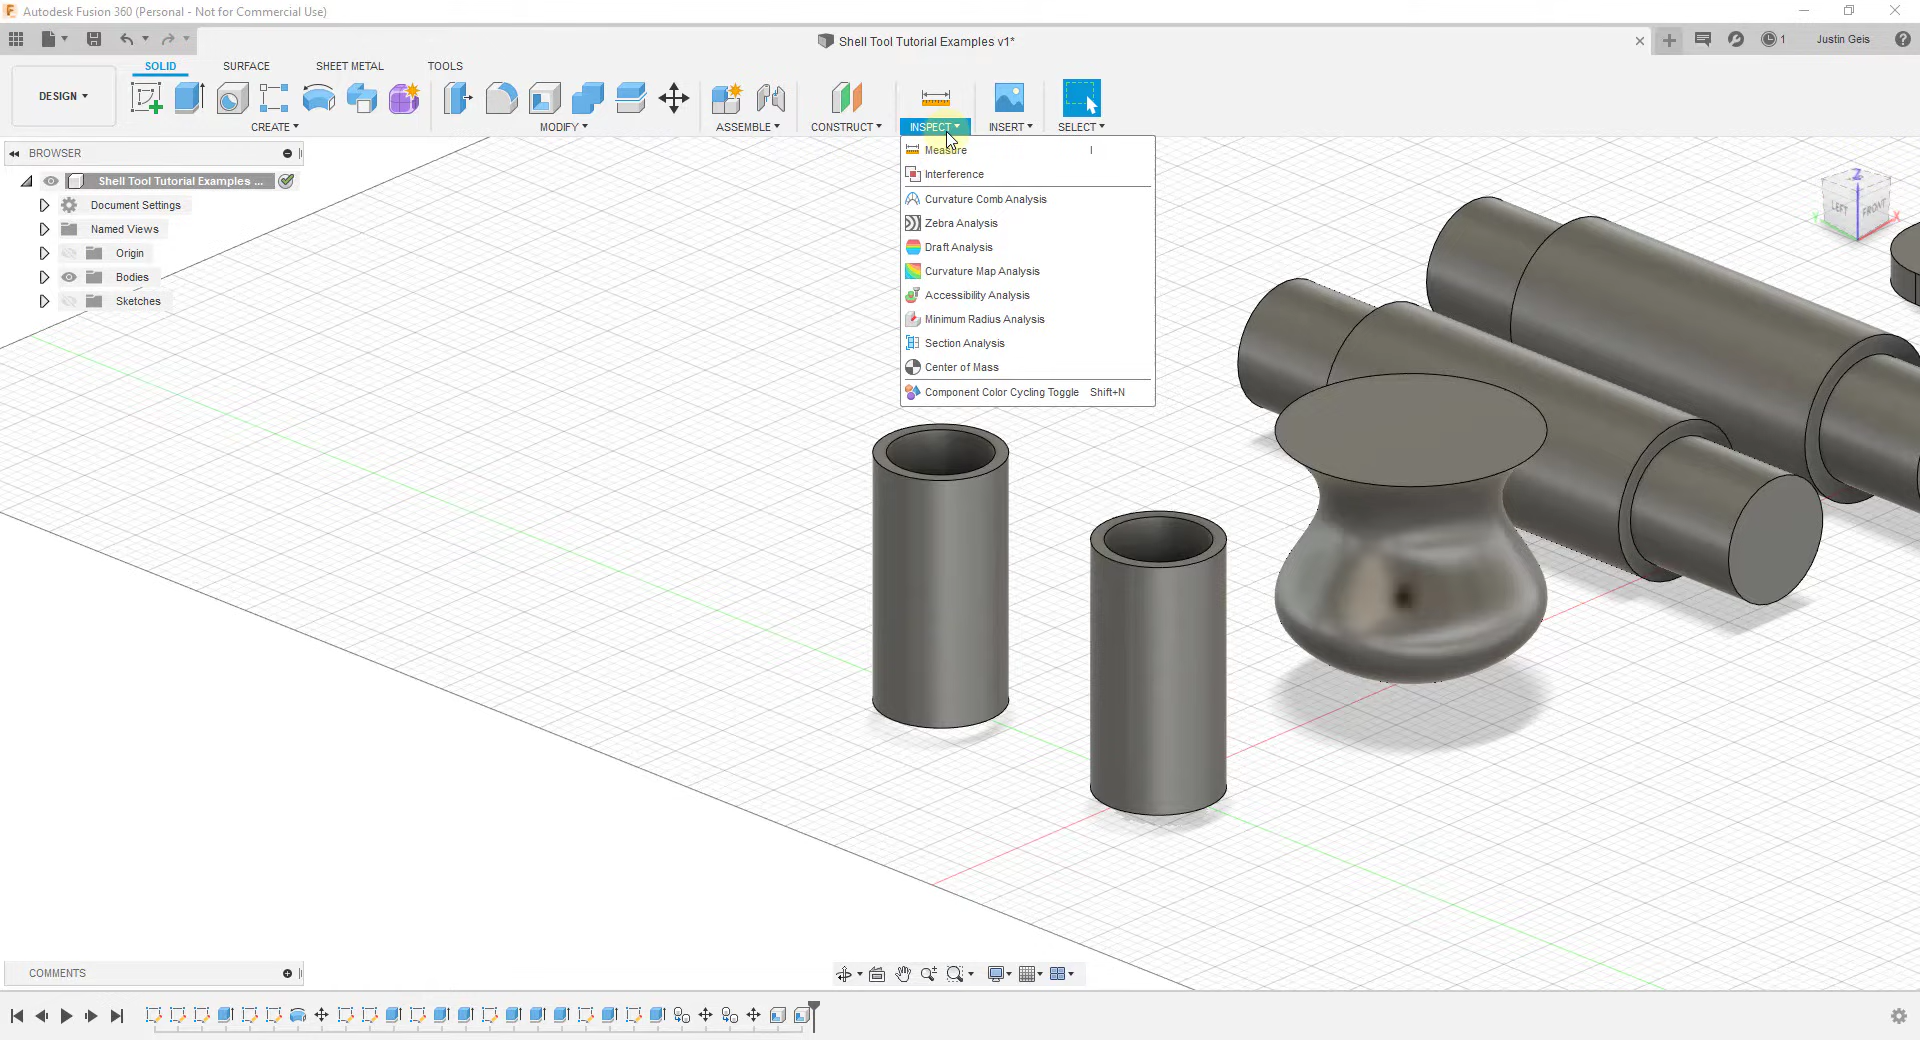 Autodesk Fusion 360 (Personal - Not for Commercial Use)
Shell Tool Tutorial Examples v1*
1
Justin Geis
DESIGN
SOLID
SURFACE
SHEET METAL
TOOLS
CREATE
MODIFY
ASSEMBLE
CONSTRUCT
INSPECT
INSERT
SELECT
BROWSER
Shell Tool Tutorial Examples ...
Document Settings
Named Views
Origin
Bodies
Sketches
Measure I
Interference
Curvature Comb Analysis
Zebra Analysis
Draft Analysis
Curvature Map Analysis
Accessibility Analysis
Minimum Radius Analysis
Section Analysis
Center of Mass
Component Color Cycling Toggle Shift+N
Z
LEFT
FRONT
X
Y
COMMENTS